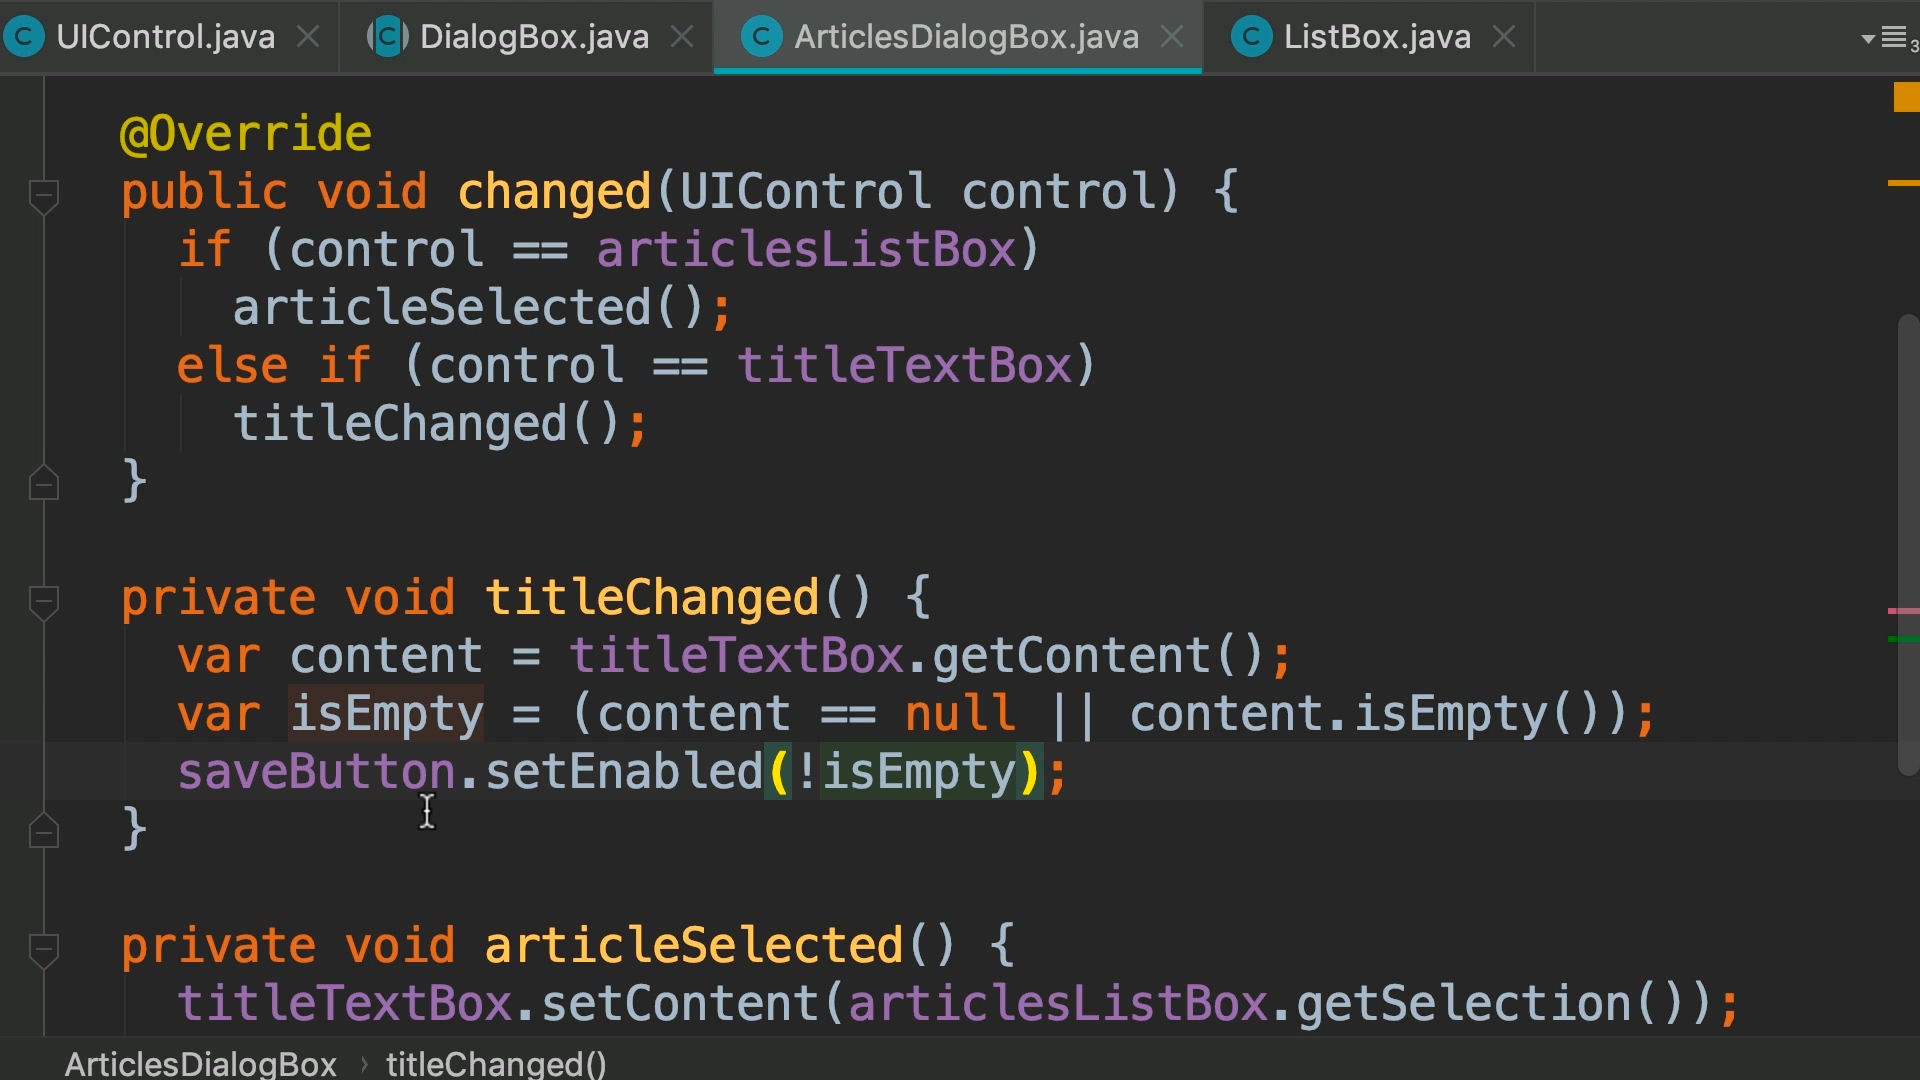 UIControl.java
DialogBox.java
ArticlesDialogBox.java
ListBox.java
3
@Override
public void changed(UIControl control) {
if (control == articlesListBox)
articleSelected();
else if (control == titleTextBox)
titleChanged();
}
private void titleChanged() {
var content = titleTextBox.getContent();
var isEmpty = (content == null || content.isEmpty());
saveButton.setEnabled(!isEmpty);
}
private void articleSelected() {
titleTextBox.setContent(articlesListBox.getSelection());
ArticlesDialogBox › titleChanged()